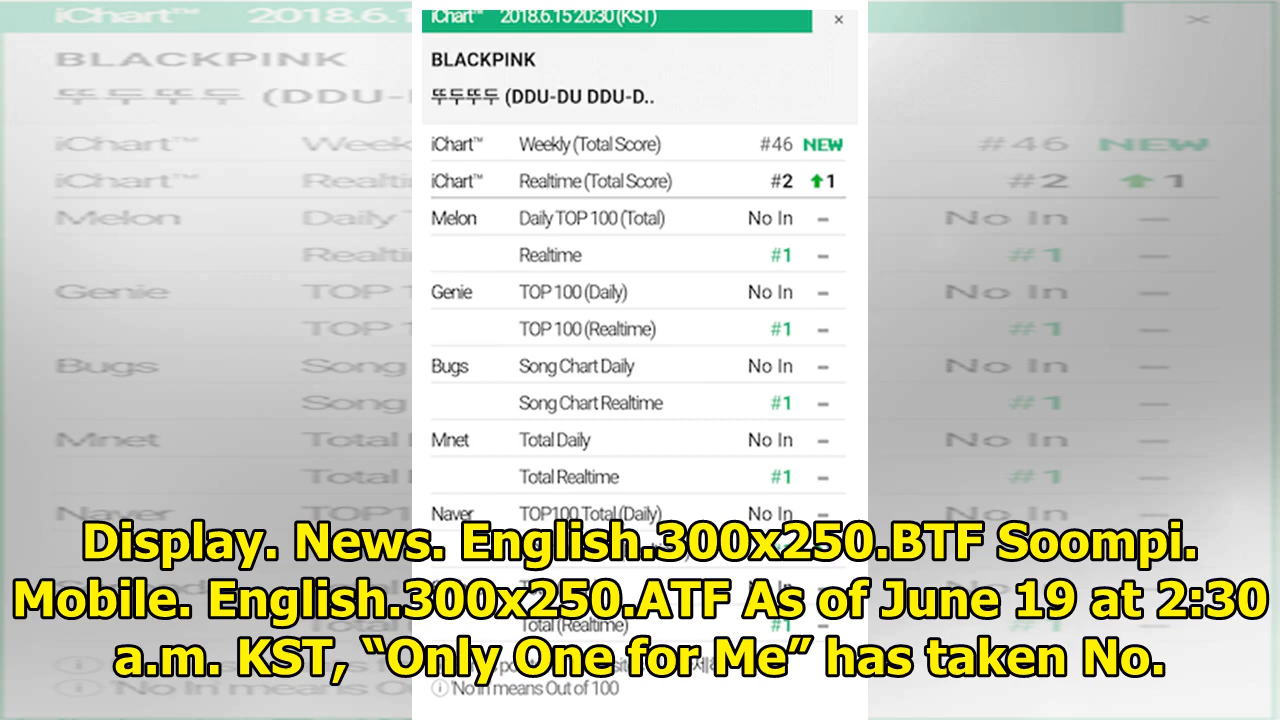 iChart™ 2018.6.15 20:30 (KST) ×
BLACKPINK
뚜두뚜두 (DDU-DU DDU-D..
iChart™ Weekly (Total Score) #46 NEW
iChart™ Realtime (Total Score) #2 ↑1
Melon Daily TOP 100 (Total) No In –
Realtime #1 –
Genie TOP 100 (Daily) No In –
TOP 100 (Realtime) #1 –
Bugs Song Chart Daily No In –
Song Chart Realtime #1 –
Mnet Total Daily No In –
Total Realtime #1 –
Naver TOP100 Total (Daily) No In –
Display. News. English.300x250.BTF Soompi.
Mobile. English.300x250.ATF As of June 19 at 2:30
Total (Realtime) #1 –
a.m. KST, “Only One for Me” has taken No.
ⓘ 'No In means Out of 100